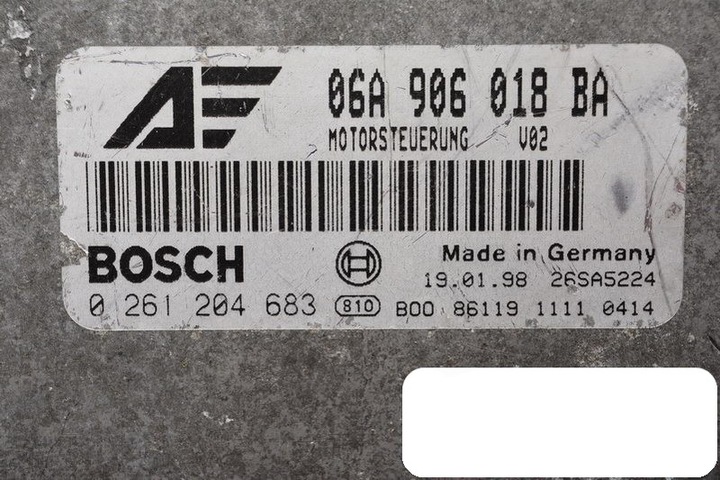 06A 906 018 BA
MOTORSTEUERUNG V02
BOSCH
Made in Germany
19.01.98 26SA5224
0 261 204 683 810 B00 86119 1111 0414